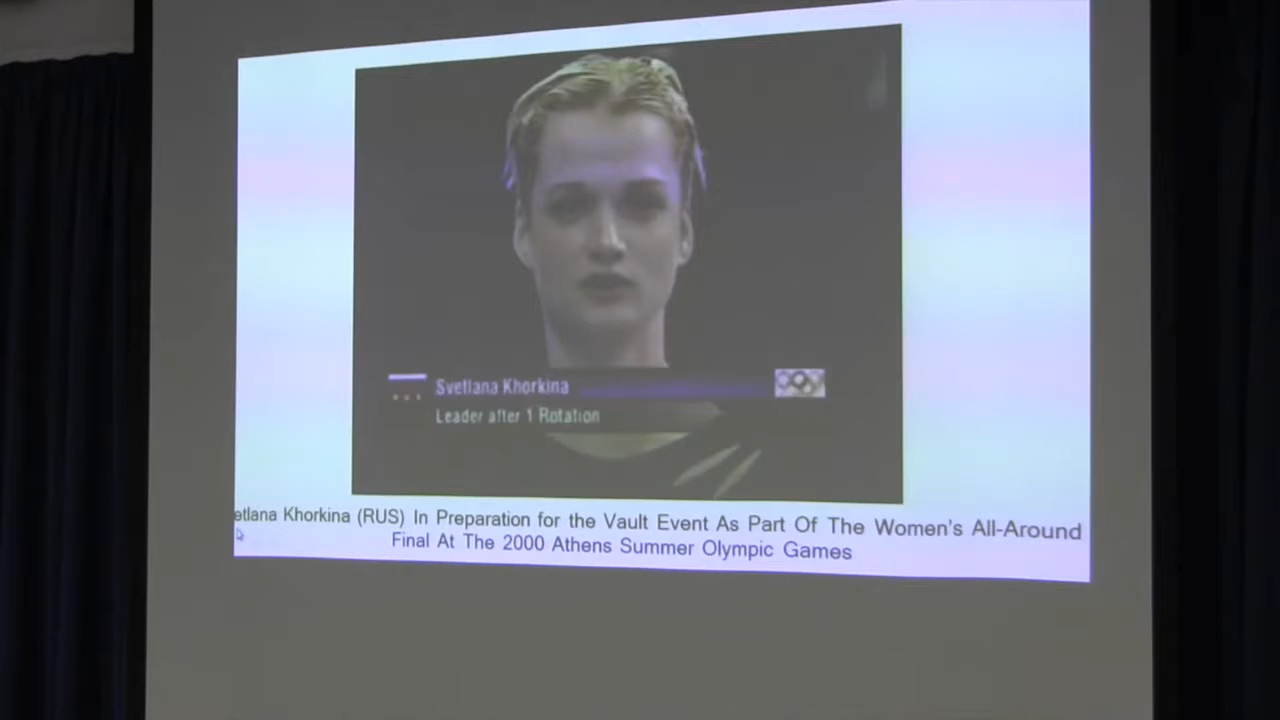 Svetlana Khorkina
Leader after 1 Rotation
etlana Khorkina (RUS) In Preparation for the Vault Event As Part Of The Women's All-Around
Final At The 2000 Athens Summer Olympic Games